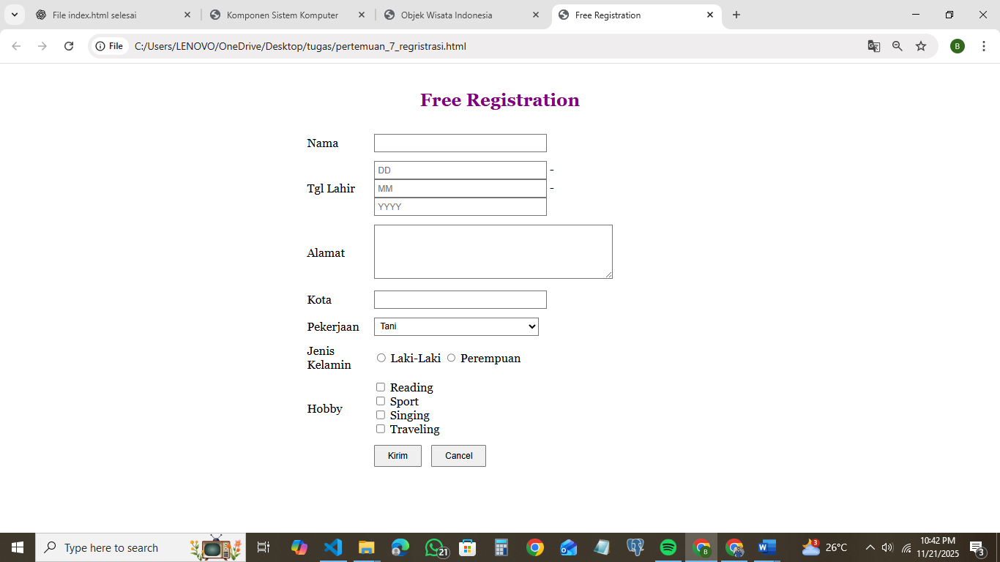 File index.html selesai
Komponen Sistem Komputer
Objek Wisata Indonesia
Free Registration
File
C:/Users/LENOVO/OneDrive/Desktop/tugas/pertemuan_7_regristrasi.html
B
Free Registration
Nama
Tgl Lahir
DD -
MM -
YYYY
Alamat
Kota
Pekerjaan Tani
Jenis
Kelamin
Laki-Laki Perempuan
Hobby
Reading
Sport
Singing
Traveling
Kirim Cancel
Type here to search
21
B
3
26°C
10:42 PM
11/21/2025
3